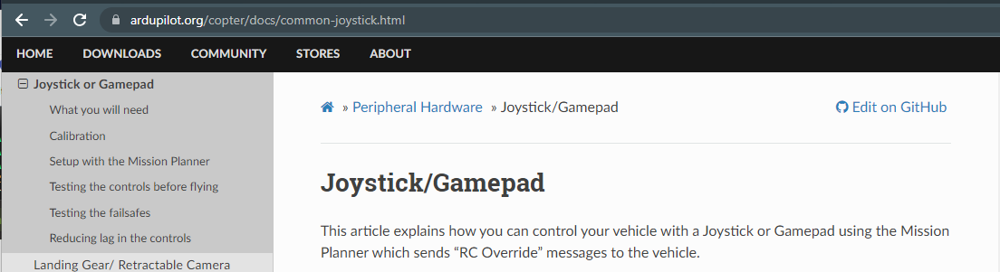 ardupilot.org/copter/docs/common-joystick.html
HOME DOWNLOADS COMMUNITY STORES ABOUT
Joystick or Gamepad
What you will need
Calibration
Setup with the Mission Planner
Testing the controls before flying
Testing the failsafes
Reducing lag in the controls
Landing Gear/ Retractable Camera
» Peripheral Hardware » Joystick/Gamepad
Edit on GitHub
Joystick/Gamepad
This article explains how you can control your vehicle with a Joystick or Gamepad using the Mission
Planner which sends “RC Override” messages to the vehicle.